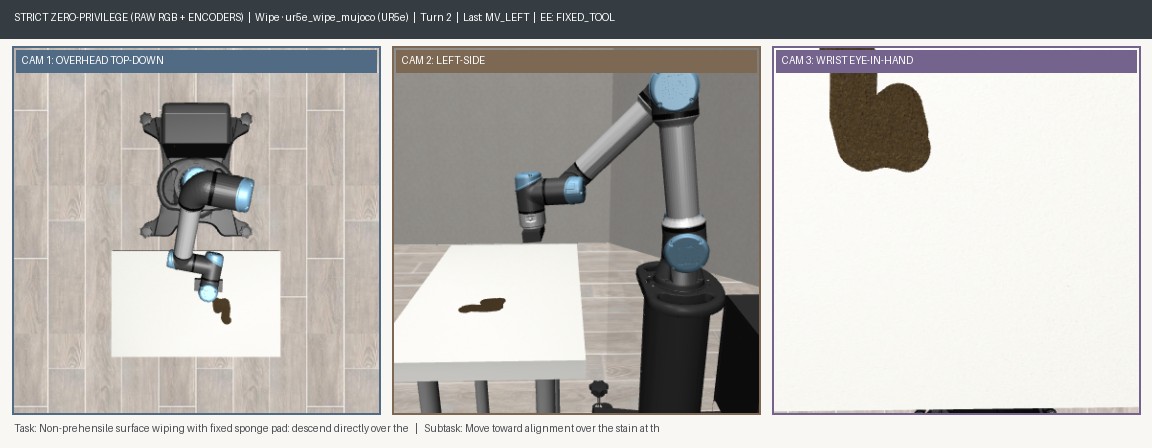 STRICT ZERO-PRIVILEGE (RAW RGB + ENCODERS) | Wipe · ur5e_wipe_mujoco (UR5e) | Turn 2 | Last MV_LEFT | EE: FIXED_TOOL
CAM 1: OVERHEAD TOP-DOWN
CAM 2: LEFT-SIDE
CAM 3: WRIST EYE-IN-HAND
Task: Non-prehensile surface wiping with fixed sponge pad: descend directly over the | Subtask: Move toward alignment over the stain at th